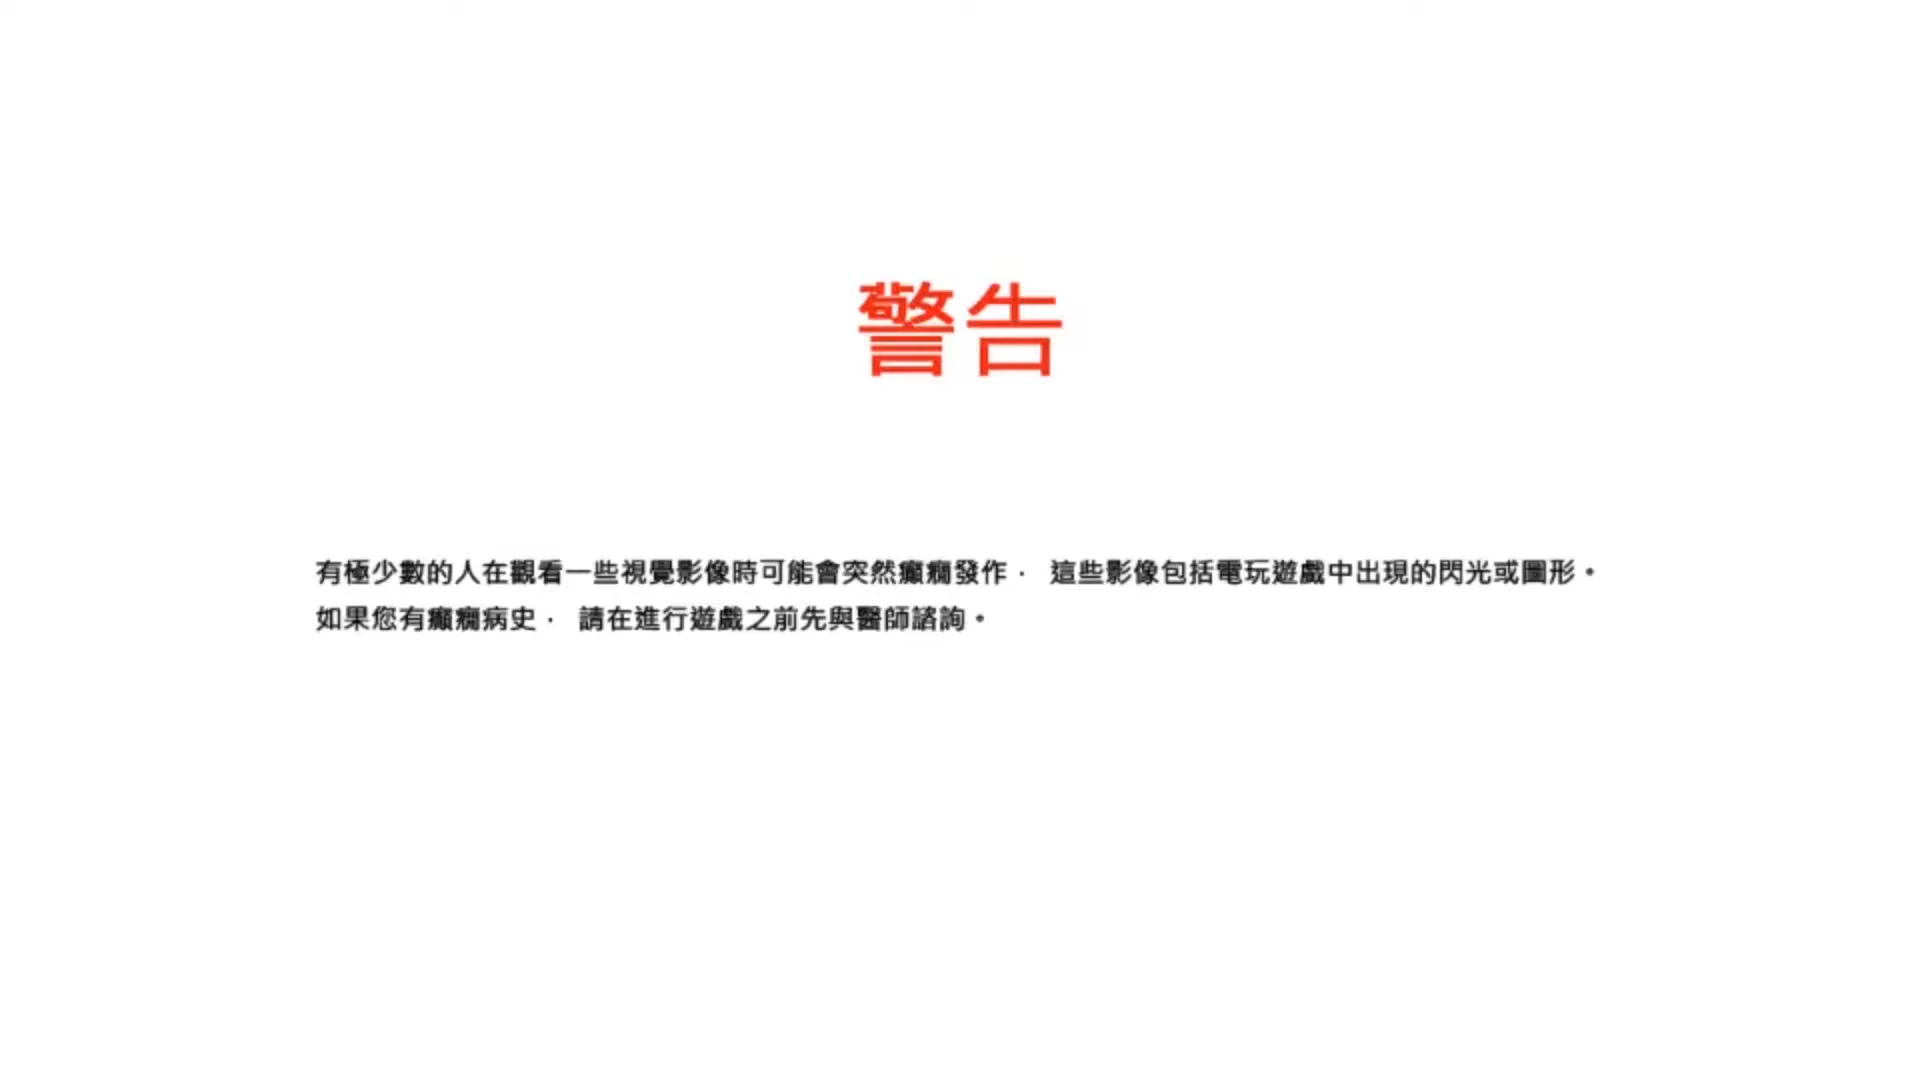 警告
有極少數的人在觀看一些視覺影像時可能會突然癲癇發作， 這些影像包括電玩遊戲中出現的閃光或圖形。
如果您有癲癇病史， 請在進行遊戲之前先與醫師諮詢。